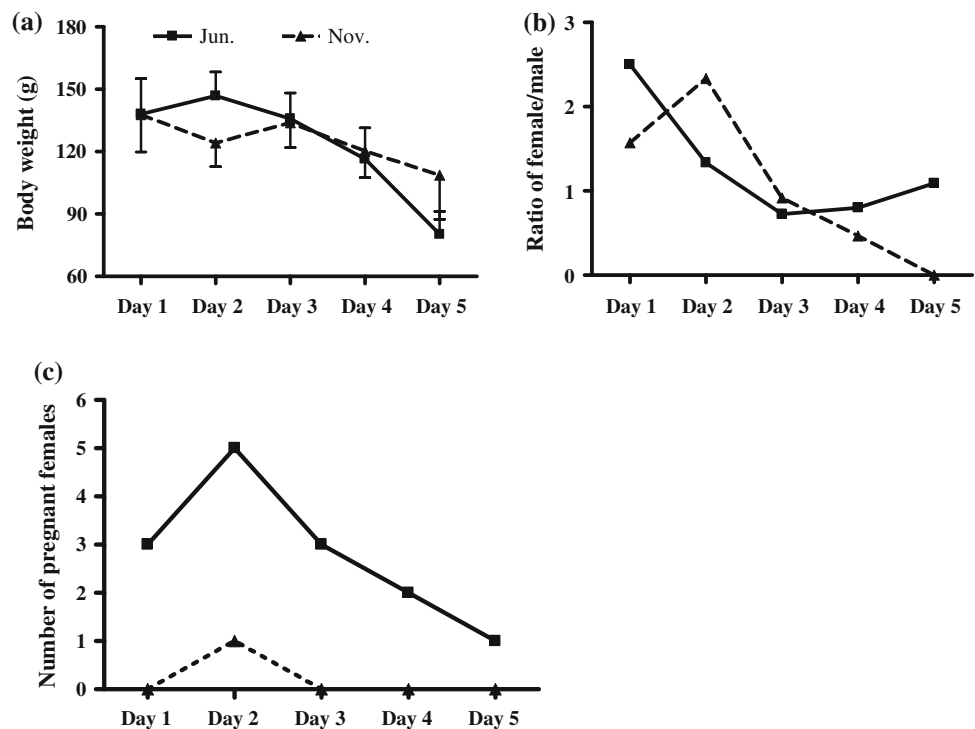 (a)
Body weight (g)
180
150
120
90
60
Jun.
Nov.
Day 1 Day 2 Day 3 Day 4 Day 5
(b)
Ratio of female/male
3
2
1
0
Day 1 Day 2 Day 3 Day 4 Day 5
(c)
Number of pregnant females
6
5
4
3
2
1
0
Day 1 Day 2 Day 3 Day 4 Day 5